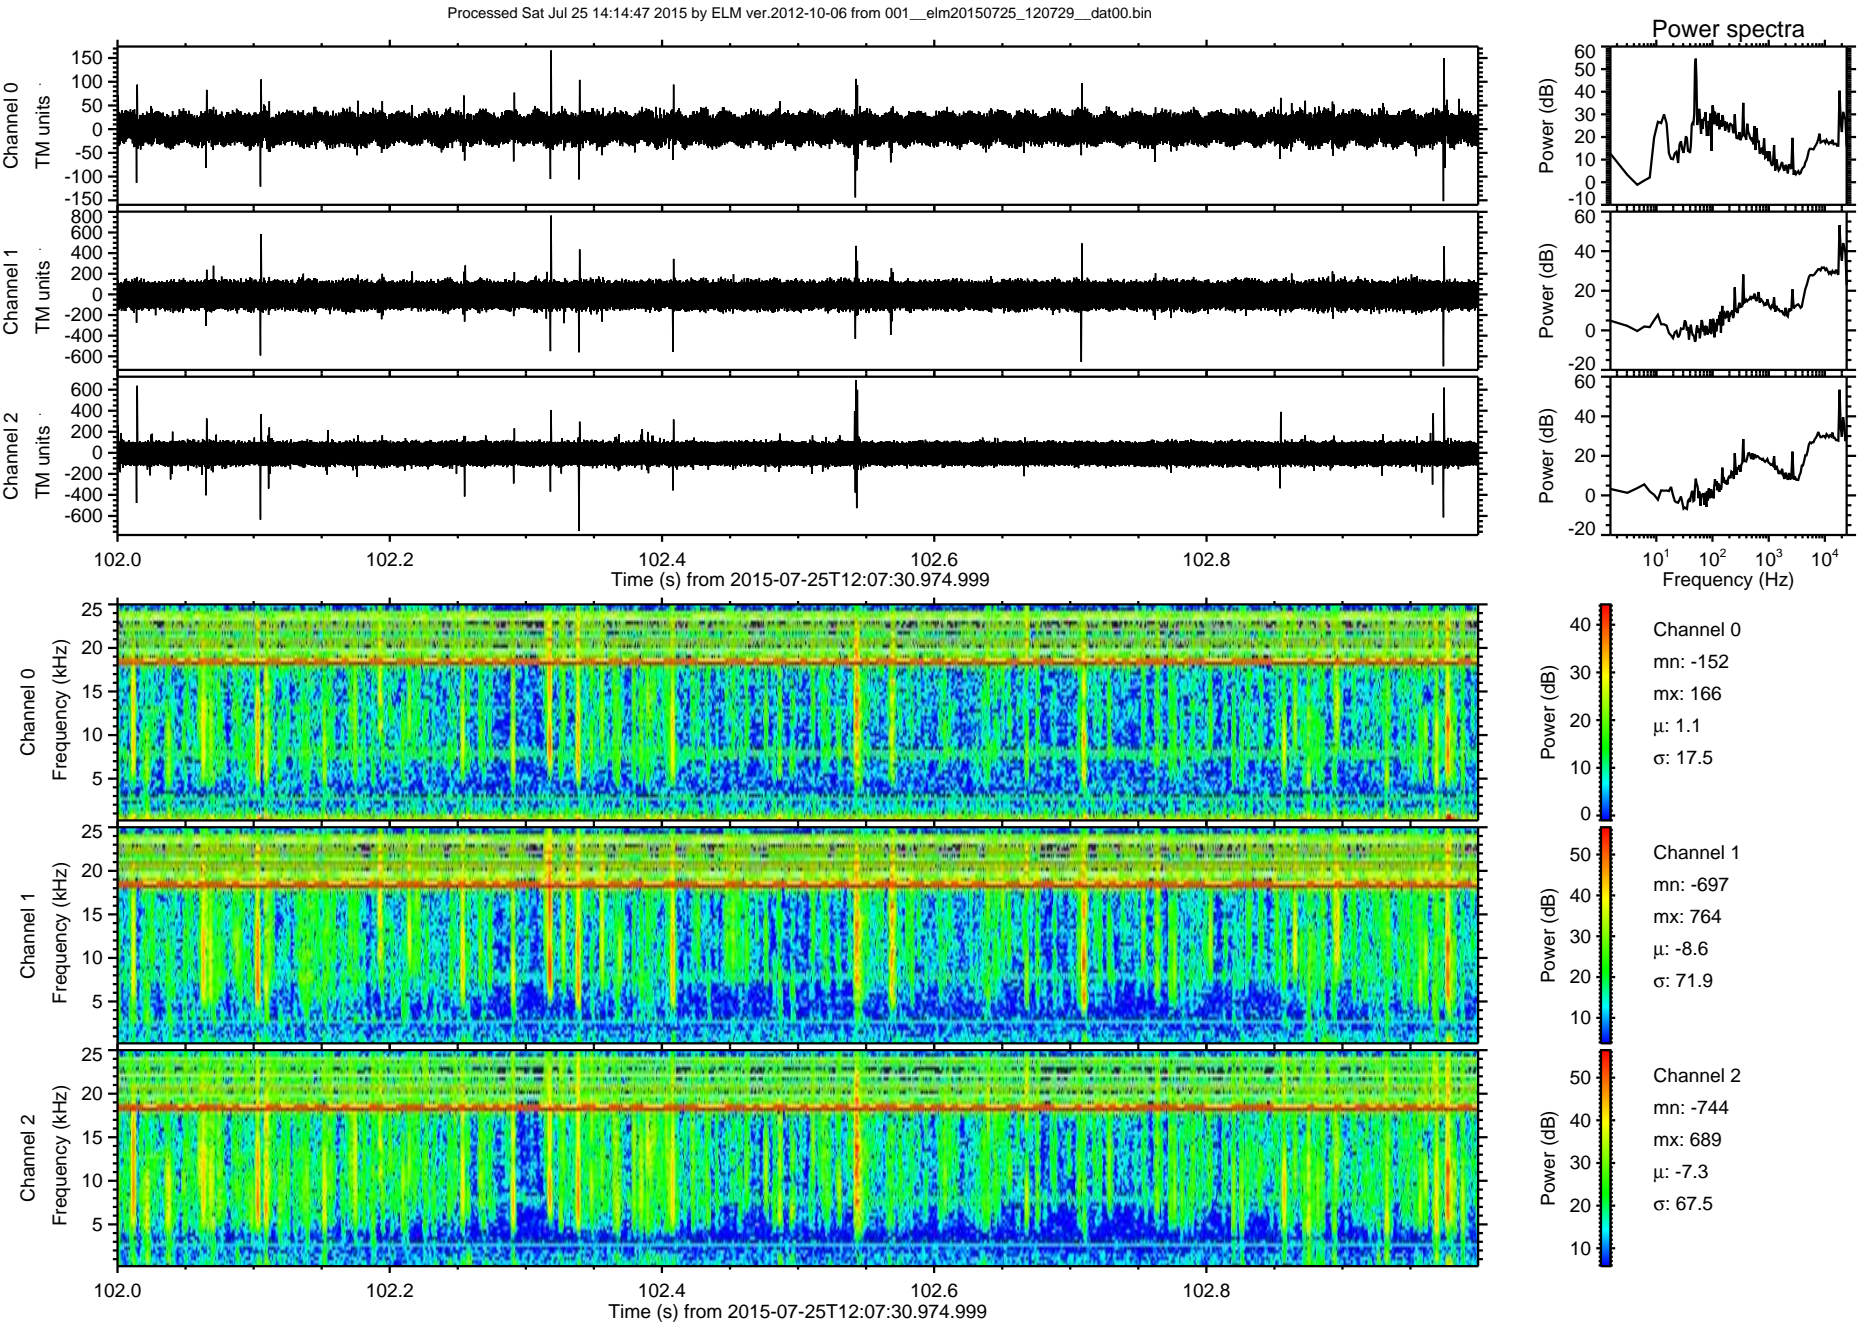 Processed Sat Jul 25 14:14:47 2015 by ELM ver.2012-10-06 from 001__elm20150725_120729__dat00.bin
Power spectra
Channel 0
TM units
150
100
50
0
-50
-100
-150
Power (dB)
60
50
40
30
20
10
0
-10
Channel 1
TM units
800
600
400
200
0
-200
-400
-600
Power (dB)
60
40
20
0
-20
Channel 2
TM units
600
400
200
0
-200
-400
-600
Power (dB)
60
40
20
0
-20
102.0 102.2 102.4 102.6 102.8
Time (s) from 2015-07-25T12:07:30.974.999
10^1 10^2 10^3 10^4
Frequency (Hz)
Channel 0
Frequency (kHz)
25
20
15
10
5
Power (dB)
40
30
20
10
0
Channel 0
mn: -152
mx: 166
μ: 1.1
σ: 17.5
Channel 1
Frequency (kHz)
25
20
15
10
5
Power (dB)
50
40
30
20
10
Channel 1
mn: -697
mx: 764
μ: -8.6
σ: 71.9
Channel 2
Frequency (kHz)
25
20
15
10
5
Power (dB)
50
40
30
20
10
Channel 2
mn: -744
mx: 689
μ: -7.3
σ: 67.5
102.0 102.2 102.4 102.6 102.8
Time (s) from 2015-07-25T12:07:30.974.999